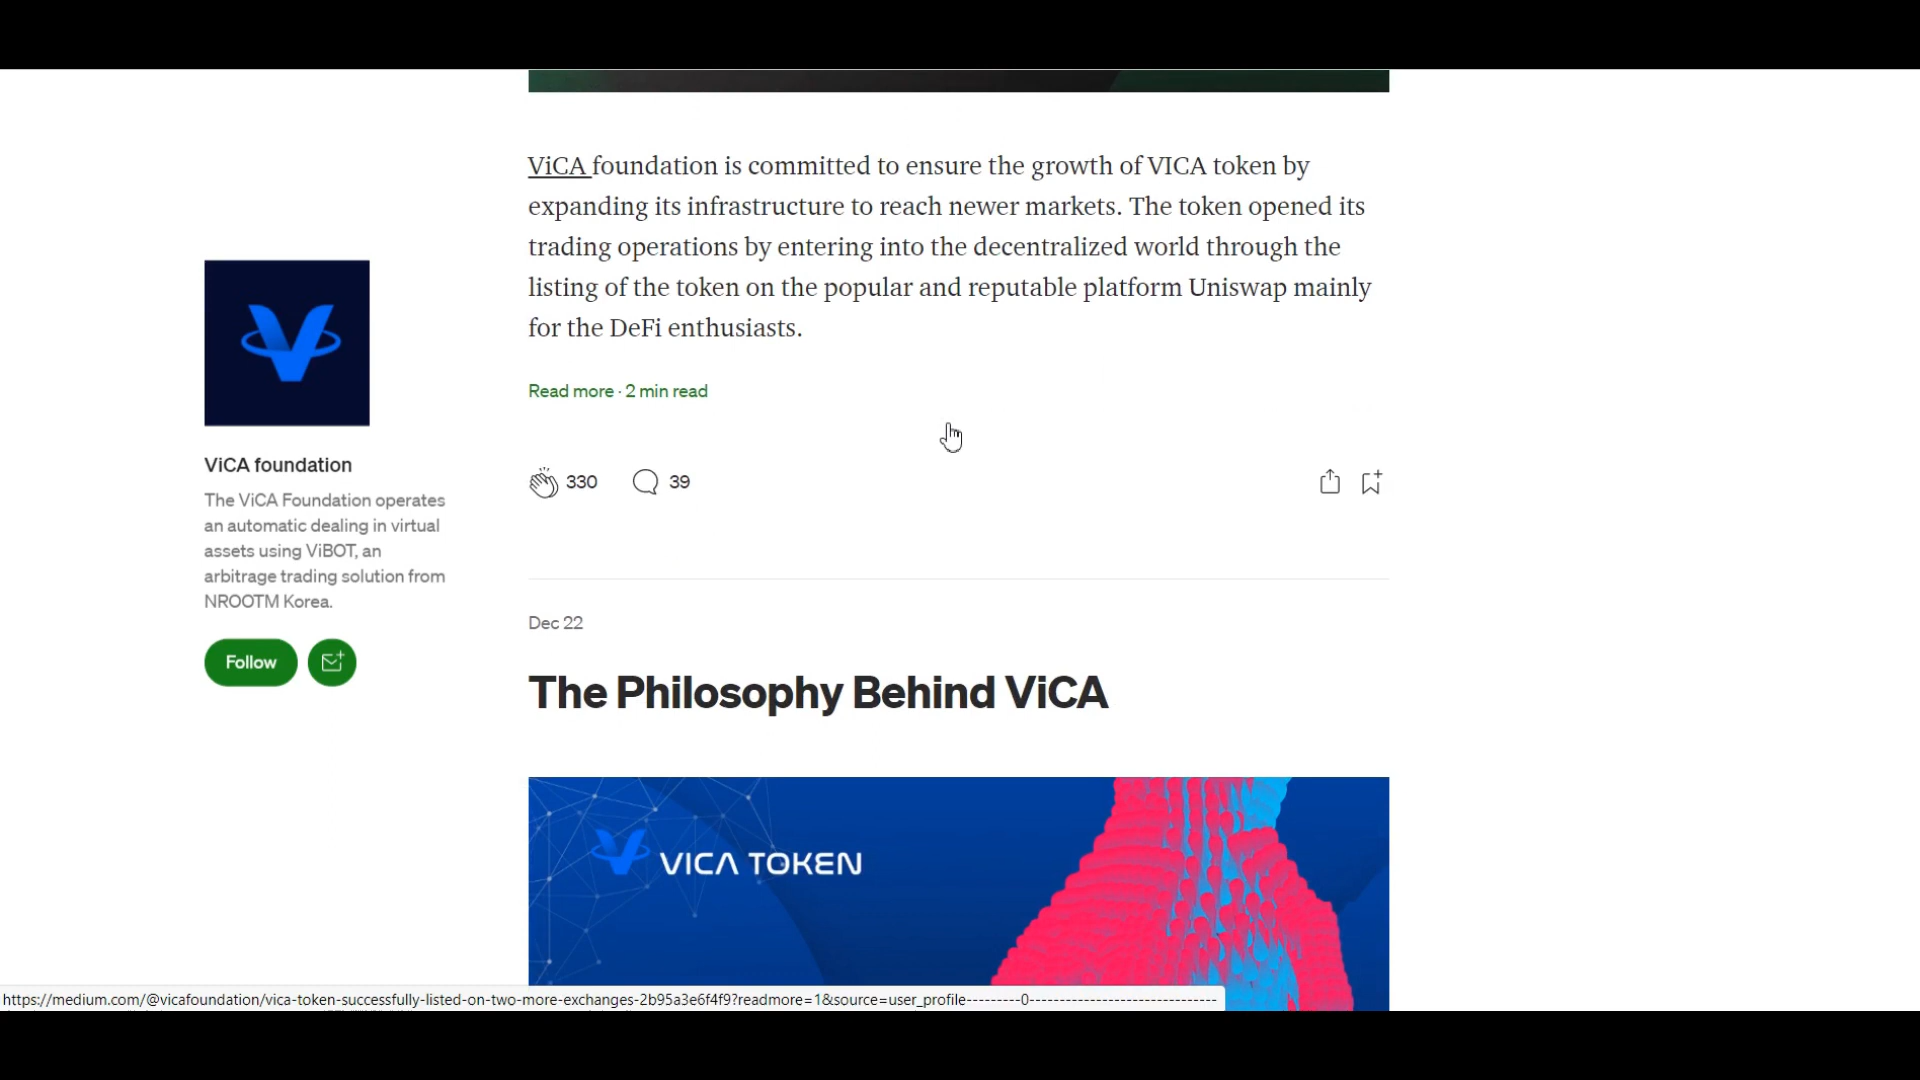 ViCA foundation is committed to ensure the growth of VICA token by
expanding its infrastructure to reach newer markets. The token opened its
trading operations by entering into the decentralized world through the
listing of the token on the popular and reputable platform Uniswap mainly
for the DeFi enthusiasts.
Read more · 2 min read
330
39
ViCA foundation
The ViCA Foundation operates
an automatic dealing in virtual
assets using ViBOT, an
arbitrage trading solution from
NROOTM Korea.
Follow
Dec 22
The Philosophy Behind ViCA
VICA TOKEN
https://medium.com/@vicafoundation/vica-token-successfully-listed-on-two-more-exchanges-2b95a3e6f4f9?readmore=1&source=user_profile---------0-------------------------------